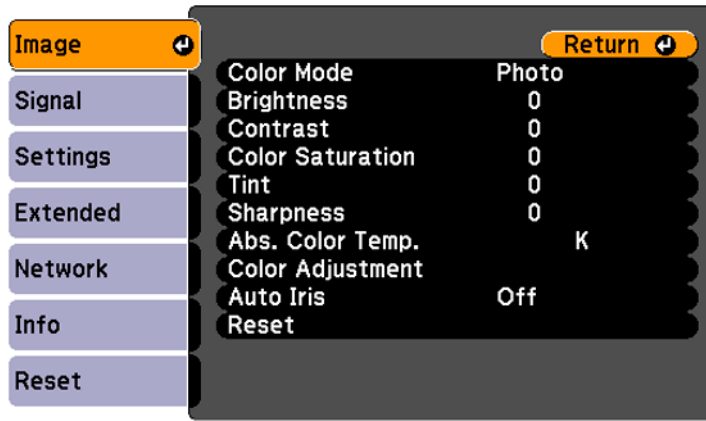 Image
Signal
Settings
Extended
Network
Info
Reset
Return
Color Mode Photo
Brightness 0
Contrast 0
Color Saturation 0
Tint 0
Sharpness 0
Abs. Color Temp. K
Color Adjustment
Auto Iris Off
Reset